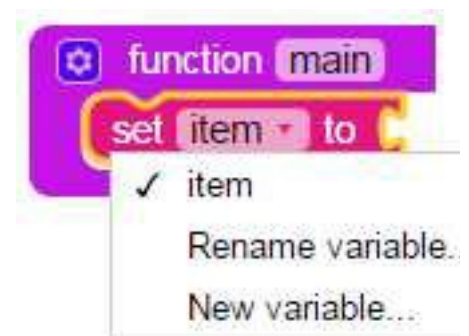 function main
set item to
✓ item
Rename variable..
New variable...